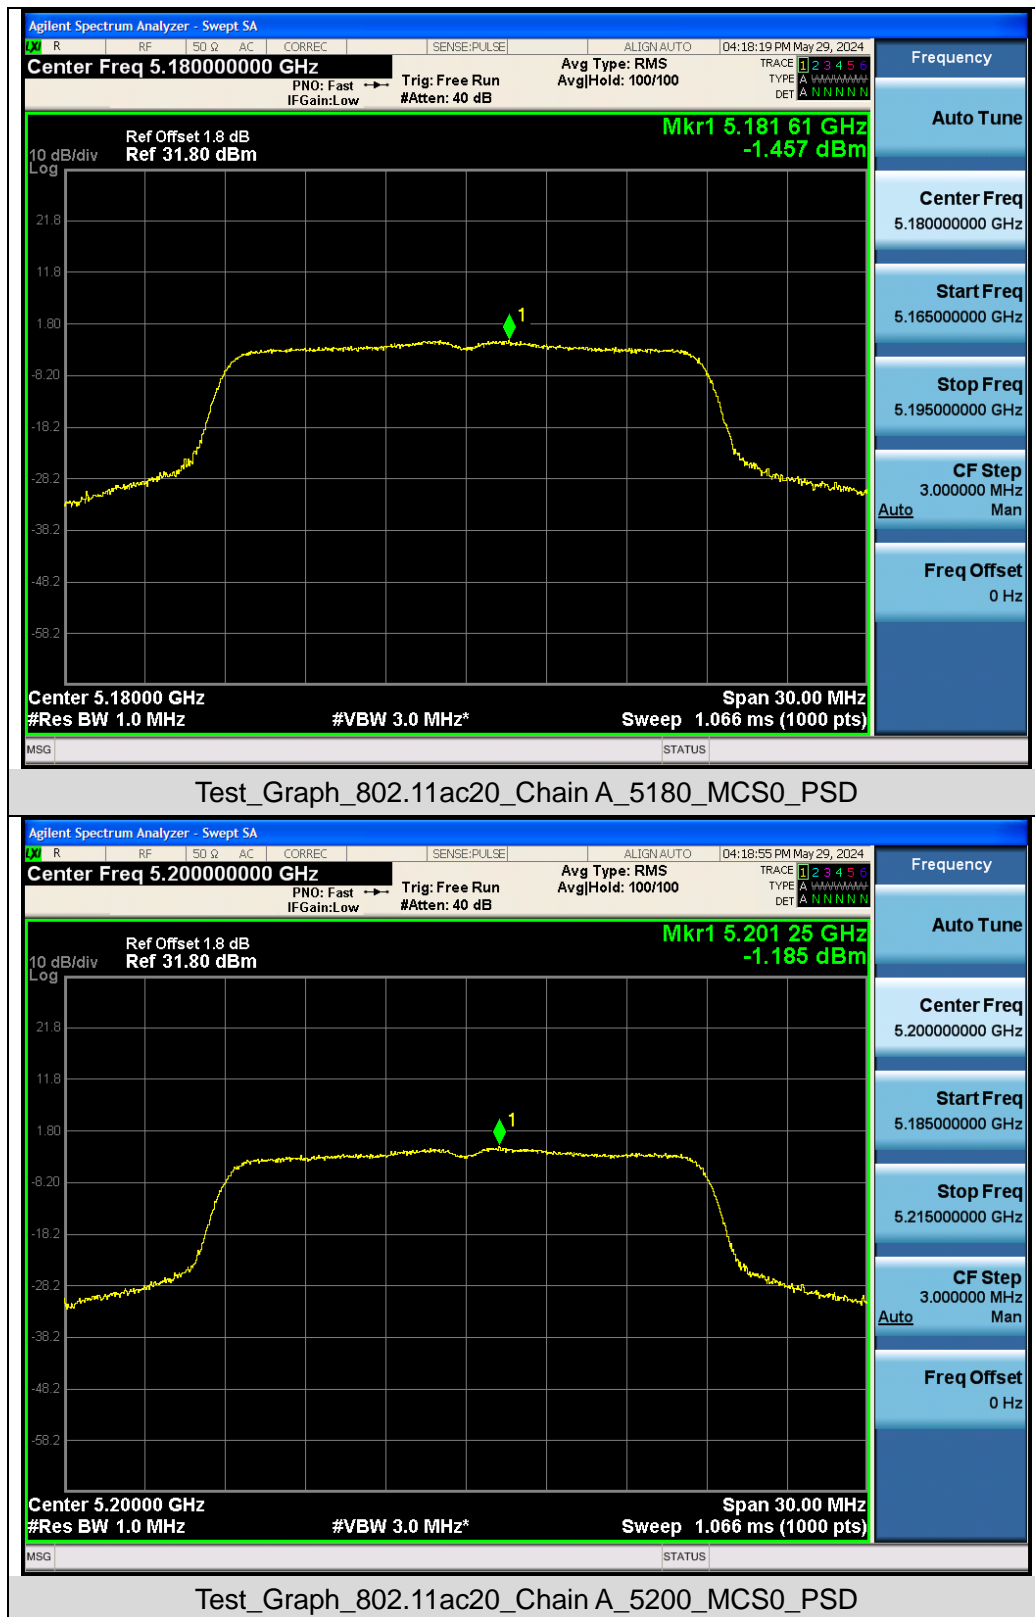 Agilent Spectrum Analyzer - Swept SA
LXI R RF 50 Ω AC CORREC SENSE:PULSE ALIGN AUTO 04:18:19 PM May 29, 2024
Center Freq 5.180000000 GHz
PNO: Fast
IFGain:Low
Trig: Free Run
#Atten: 40 dB
Avg Type: RMS
Avg|Hold: 100/100
TRACE 1 2 3 4 5 6
TYPE A WWWWW
DET A N N N N N
Frequency
Mkr1 5.181 61 GHz
-1.457 dBm
Ref Offset 1.8 dB
10 dB/div Ref 31.80 dBm
Log
21.8
11.8
1.80
-8.20
-18.2
-28.2
-38.2
-48.2
-58.2
1
Center 5.18000 GHz Span 30.00 MHz
#Res BW 1.0 MHz #VBW 3.0 MHz* Sweep 1.066 ms (1000 pts)
MSG STATUS
Auto Tune
Center Freq
5.180000000 GHz
Start Freq
5.165000000 GHz
Stop Freq
5.195000000 GHz
CF Step
3.000000 MHz
Auto Man
Freq Offset
0 Hz
Test_Graph_802.11ac20_Chain A_5180_MCS0_PSD
Agilent Spectrum Analyzer - Swept SA
LXI R RF 50 Ω AC CORREC SENSE:PULSE ALIGN AUTO 04:18:55 PM May 29, 2024
Center Freq 5.200000000 GHz
PNO: Fast
IFGain:Low
Trig: Free Run
#Atten: 40 dB
Avg Type: RMS
Avg|Hold: 100/100
TRACE 1 2 3 4 5 6
TYPE A WWWWW
DET A N N N N N
Frequency
Mkr1 5.201 25 GHz
-1.185 dBm
Ref Offset 1.8 dB
10 dB/div Ref 31.80 dBm
Log
21.8
11.8
1.80
-8.20
-18.2
-28.2
-38.2
-48.2
-58.2
1
Center 5.20000 GHz Span 30.00 MHz
#Res BW 1.0 MHz #VBW 3.0 MHz* Sweep 1.066 ms (1000 pts)
MSG STATUS
Auto Tune
Center Freq
5.200000000 GHz
Start Freq
5.185000000 GHz
Stop Freq
5.215000000 GHz
CF Step
3.000000 MHz
Auto Man
Freq Offset
0 Hz
Test_Graph_802.11ac20_Chain A_5200_MCS0_PSD